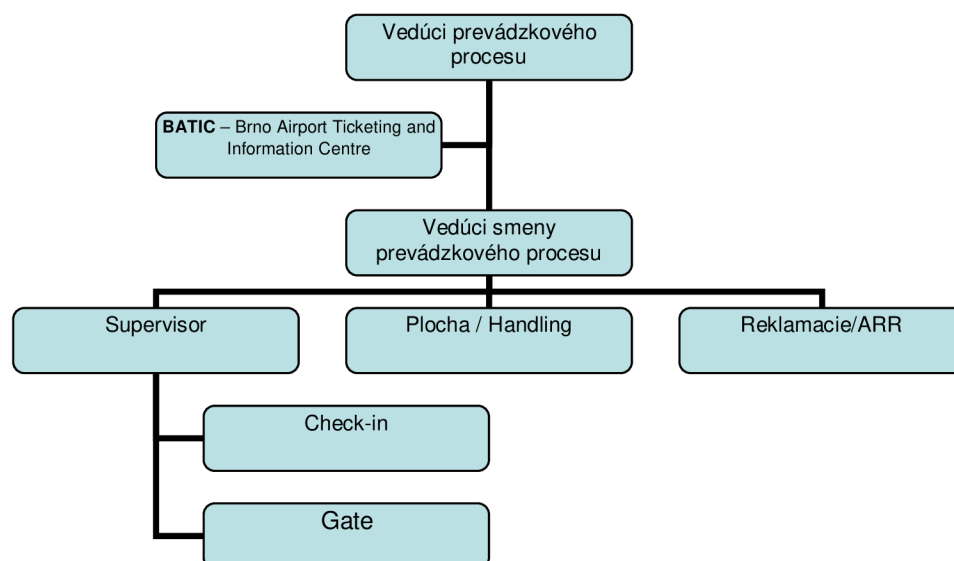 Vedúci prevádzkového
procesu
BATIC – Brno Airport Ticketing and
Information Centre
Vedúci smeny
prevádzkového procesu
Supervisor
Plocha / Handling
Reklamacie/ARR
Check-in
Gate